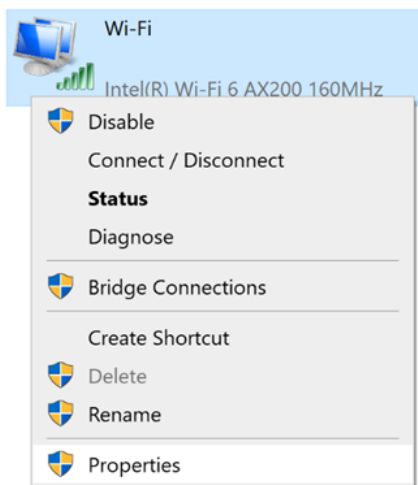 Wi-Fi
Intel(R) Wi-Fi 6 AX200 160MHz
Disable
Connect / Disconnect
Status
Diagnose
Bridge Connections
Create Shortcut
Delete
Rename
Properties